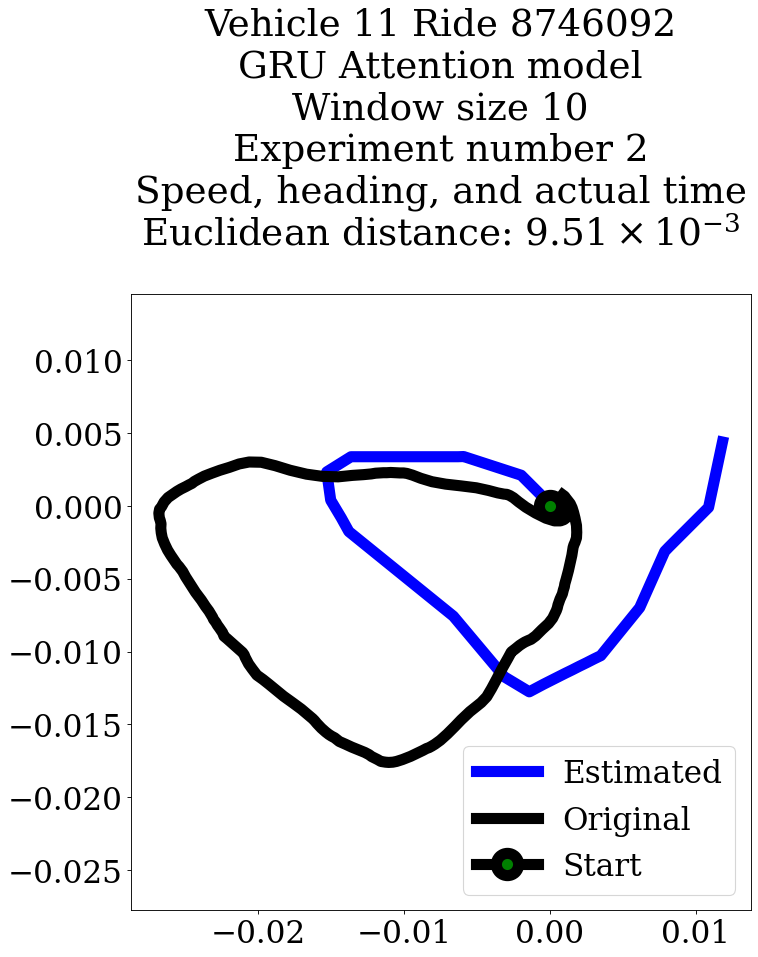 Vehicle 11 Ride 8746092
GRU Attention model
Window size 10
Experiment number 2
Speed, heading, and actual time
Euclidean distance: 9.51 × 10⁻³
0.010
0.005
0.000
−0.005
−0.010
−0.015
−0.020
−0.025
Estimated
Original
Start
−0.02
−0.01
0.00
0.01